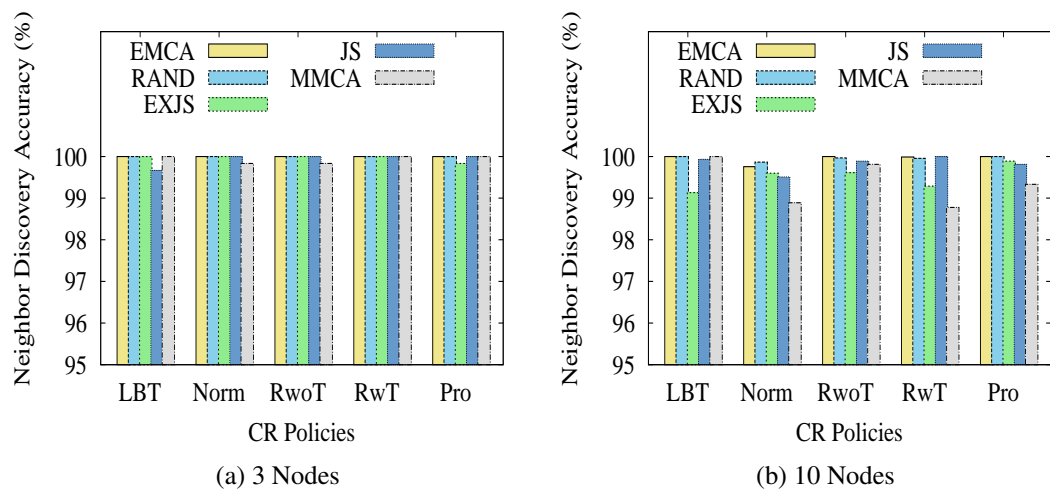 Neighbor Discovery Accuracy (%)
EMCA
RAND
EXJS
JS
MMCA
100
99
98
97
96
95
LBT Norm RwoT RwT Pro
CR Policies
(a) 3 Nodes
Neighbor Discovery Accuracy (%)
EMCA
RAND
EXJS
JS
MMCA
100
99
98
97
96
95
LBT Norm RwoT RwT Pro
CR Policies
(b) 10 Nodes